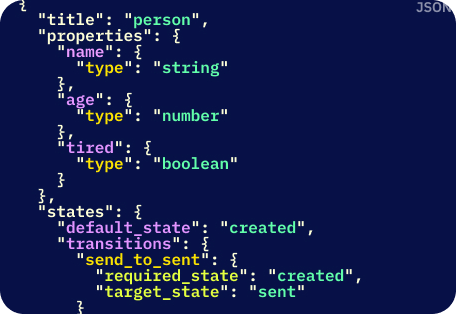 JSON
{
"title": "person",
"properties": {
"name": {
"type": "string"
},
"age": {
"type": "number"
},
"tired": {
"type": "boolean"
}
},
"states": {
"default_state": "created",
"transitions": {
"send_to_sent": {
"required_state": "created",
"target_state": "sent"
}